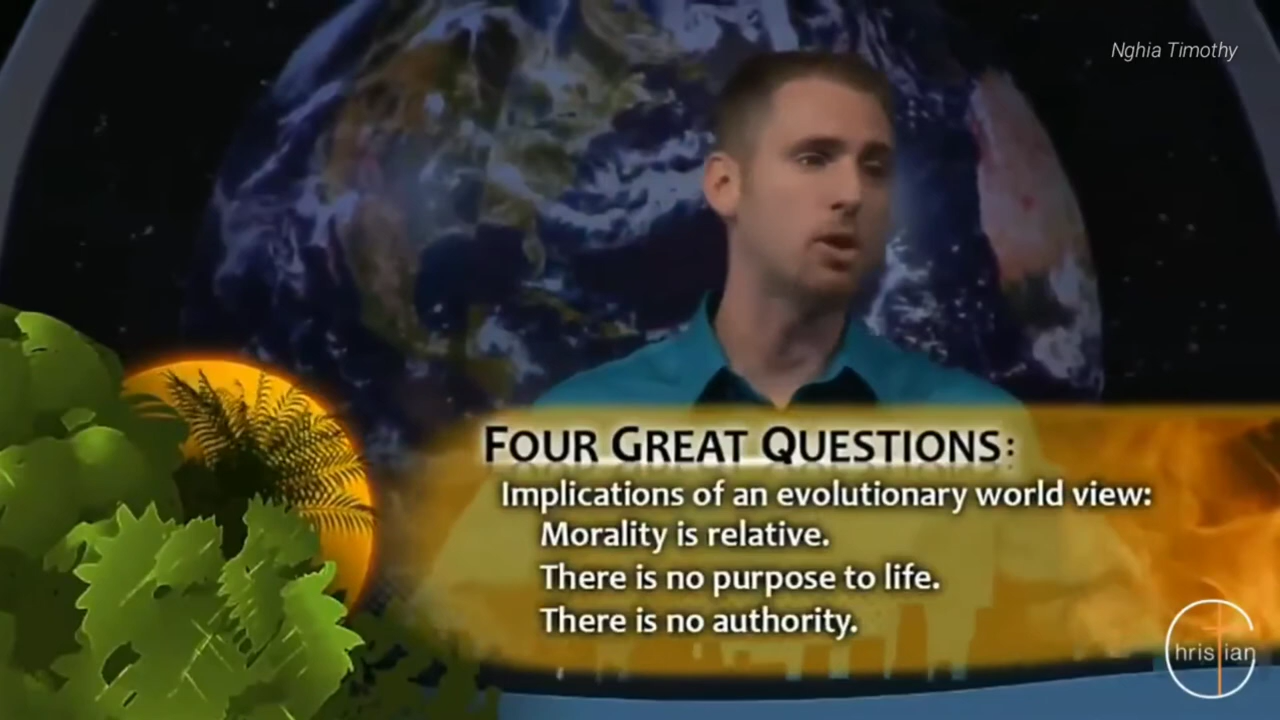 Nghia Timothy
FOUR GREAT QUESTIONS:
Implications of an evolutionary world view:
Morality is relative.
There is no purpose to life.
There is no authority.
Christian